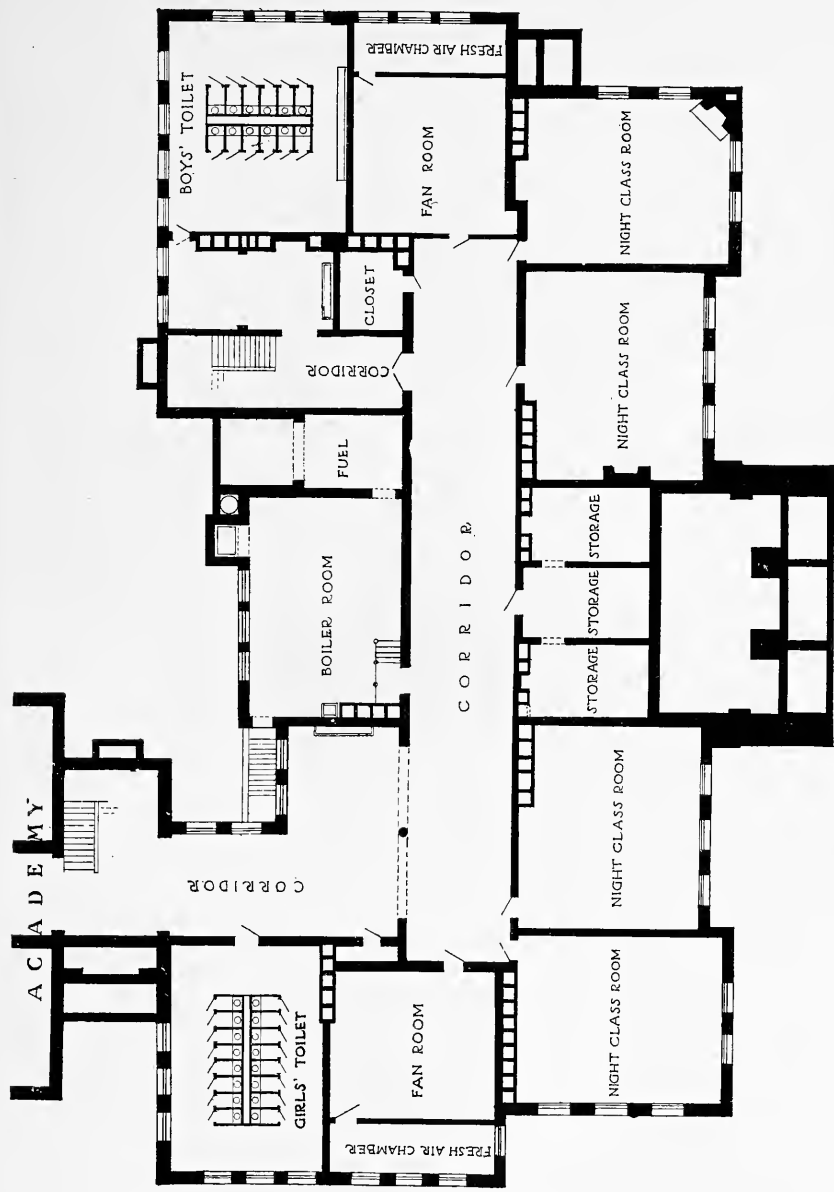 ACADEMY
GIRLS' TOILET
FRESH AIR CHAMBER
FAN ROOM
CORRIDOR
BOILER ROOM
FUEL
CORRIDOR
CLOSET
BOYS' TOILET
FRESH AIR CHAMBER
FAN ROOM
CORRIDOR
NIGHT CLASS ROOM
NIGHT CLASS ROOM
STORAGE
STORAGE
STORAGE
NIGHT CLASS ROOM
NIGHT CLASS ROOM